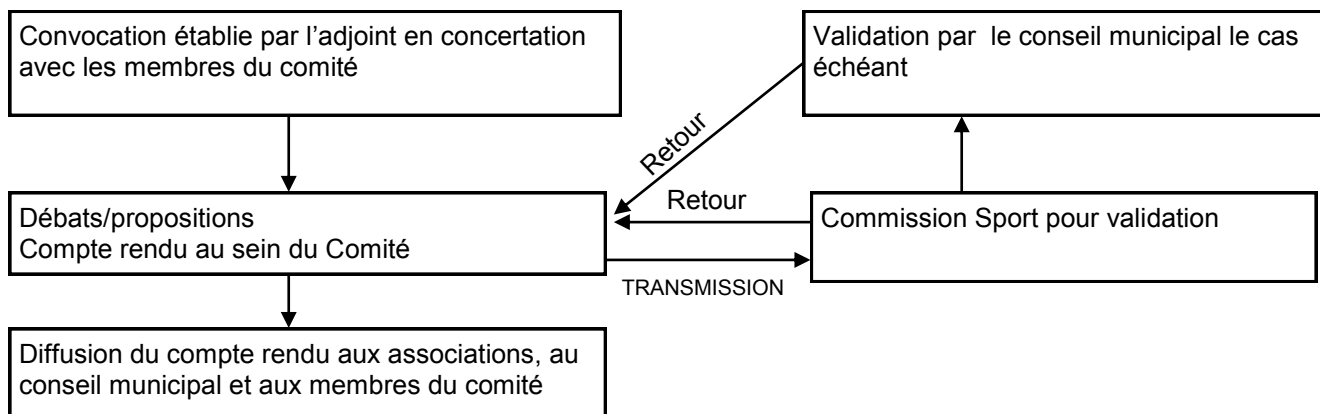 Convocation établie par l’adjoint en concertation
avec les membres du comité
Validation par  le conseil municipal le cas
échéant
Retour
Débats/propositions
Compte rendu au sein du Comité
Retour
Commission Sport pour validation
TRANSMISSION
Diffusion du compte rendu aux associations, au
conseil municipal et aux membres du comité